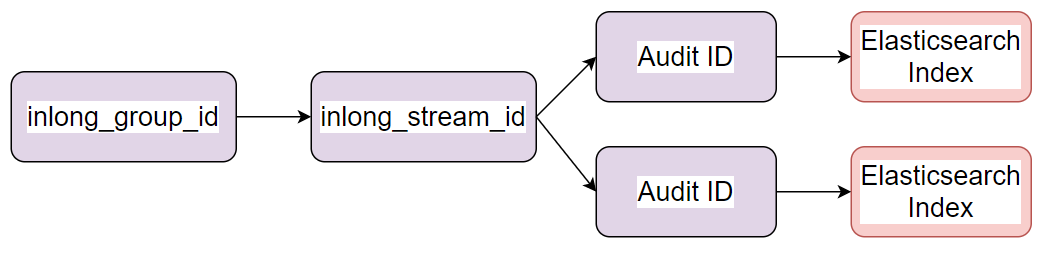 inlong_group_id
inlong_stream_id
Audit ID
Elasticsearch
Index
Audit ID
Elasticsearch
Index